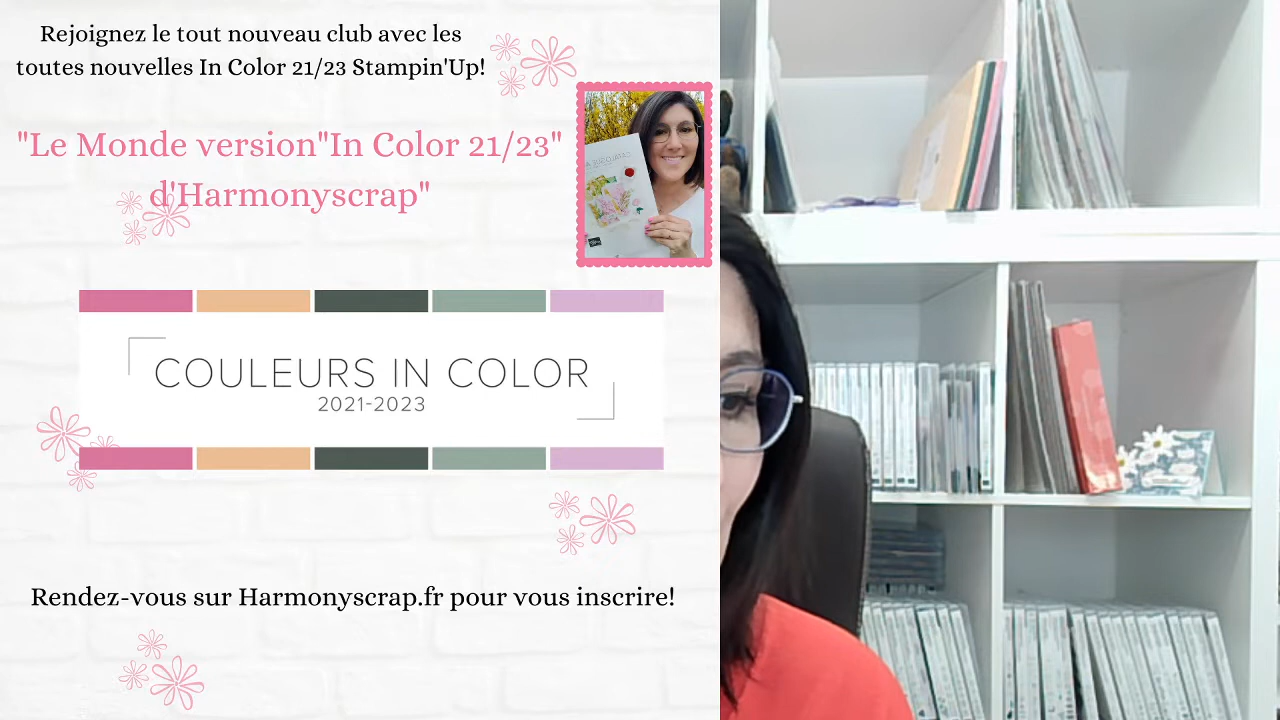 Rejoignez le tout nouveau club avec les
toutes nouvelles In Color 21/23 Stampin'Up!
"Le Monde version"In Color 21/23"
d'Harmonyscrap"
COULEURS IN COLOR
2021-2023
Rendez-vous sur Harmonyscrap.fr pour vous inscrire!